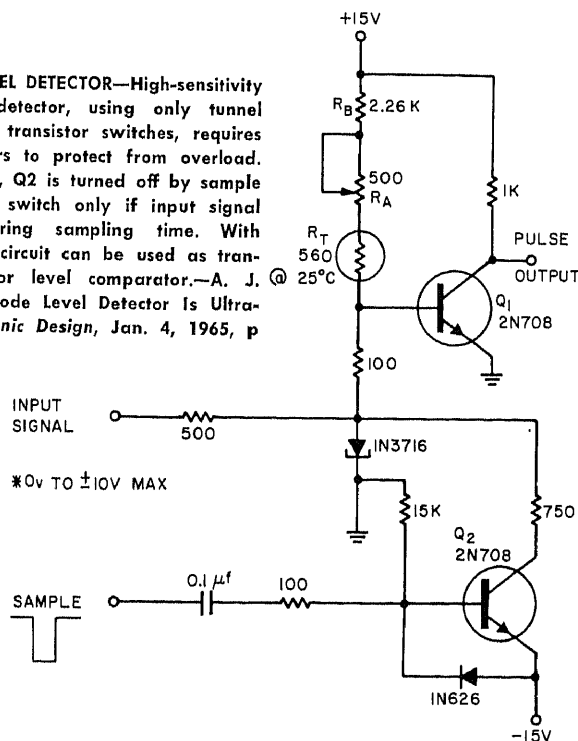 +15V
EL DETECTOR—High-sensitivity
detector, using only tunnel
transistor switches, requires
rs to protect from overload.
, Q2 is turned off by sample
switch only if input signal
ring sampling time. With
circuit can be used as tran-
or level comparator.—A. J.
ode Level Detector Is Ultra-
nic Design, Jan. 4, 1965, p
RB 2.26 K
500
RA
1K
RT
560
@ 25°C
PULSE
OUTPUT
Q1
2N708
100
INPUT
SIGNAL
500
1N3716
*0v TO ±10V MAX
15K
750
Q2
2N708
0.1 μf
100
SAMPLE
1N626
-15V